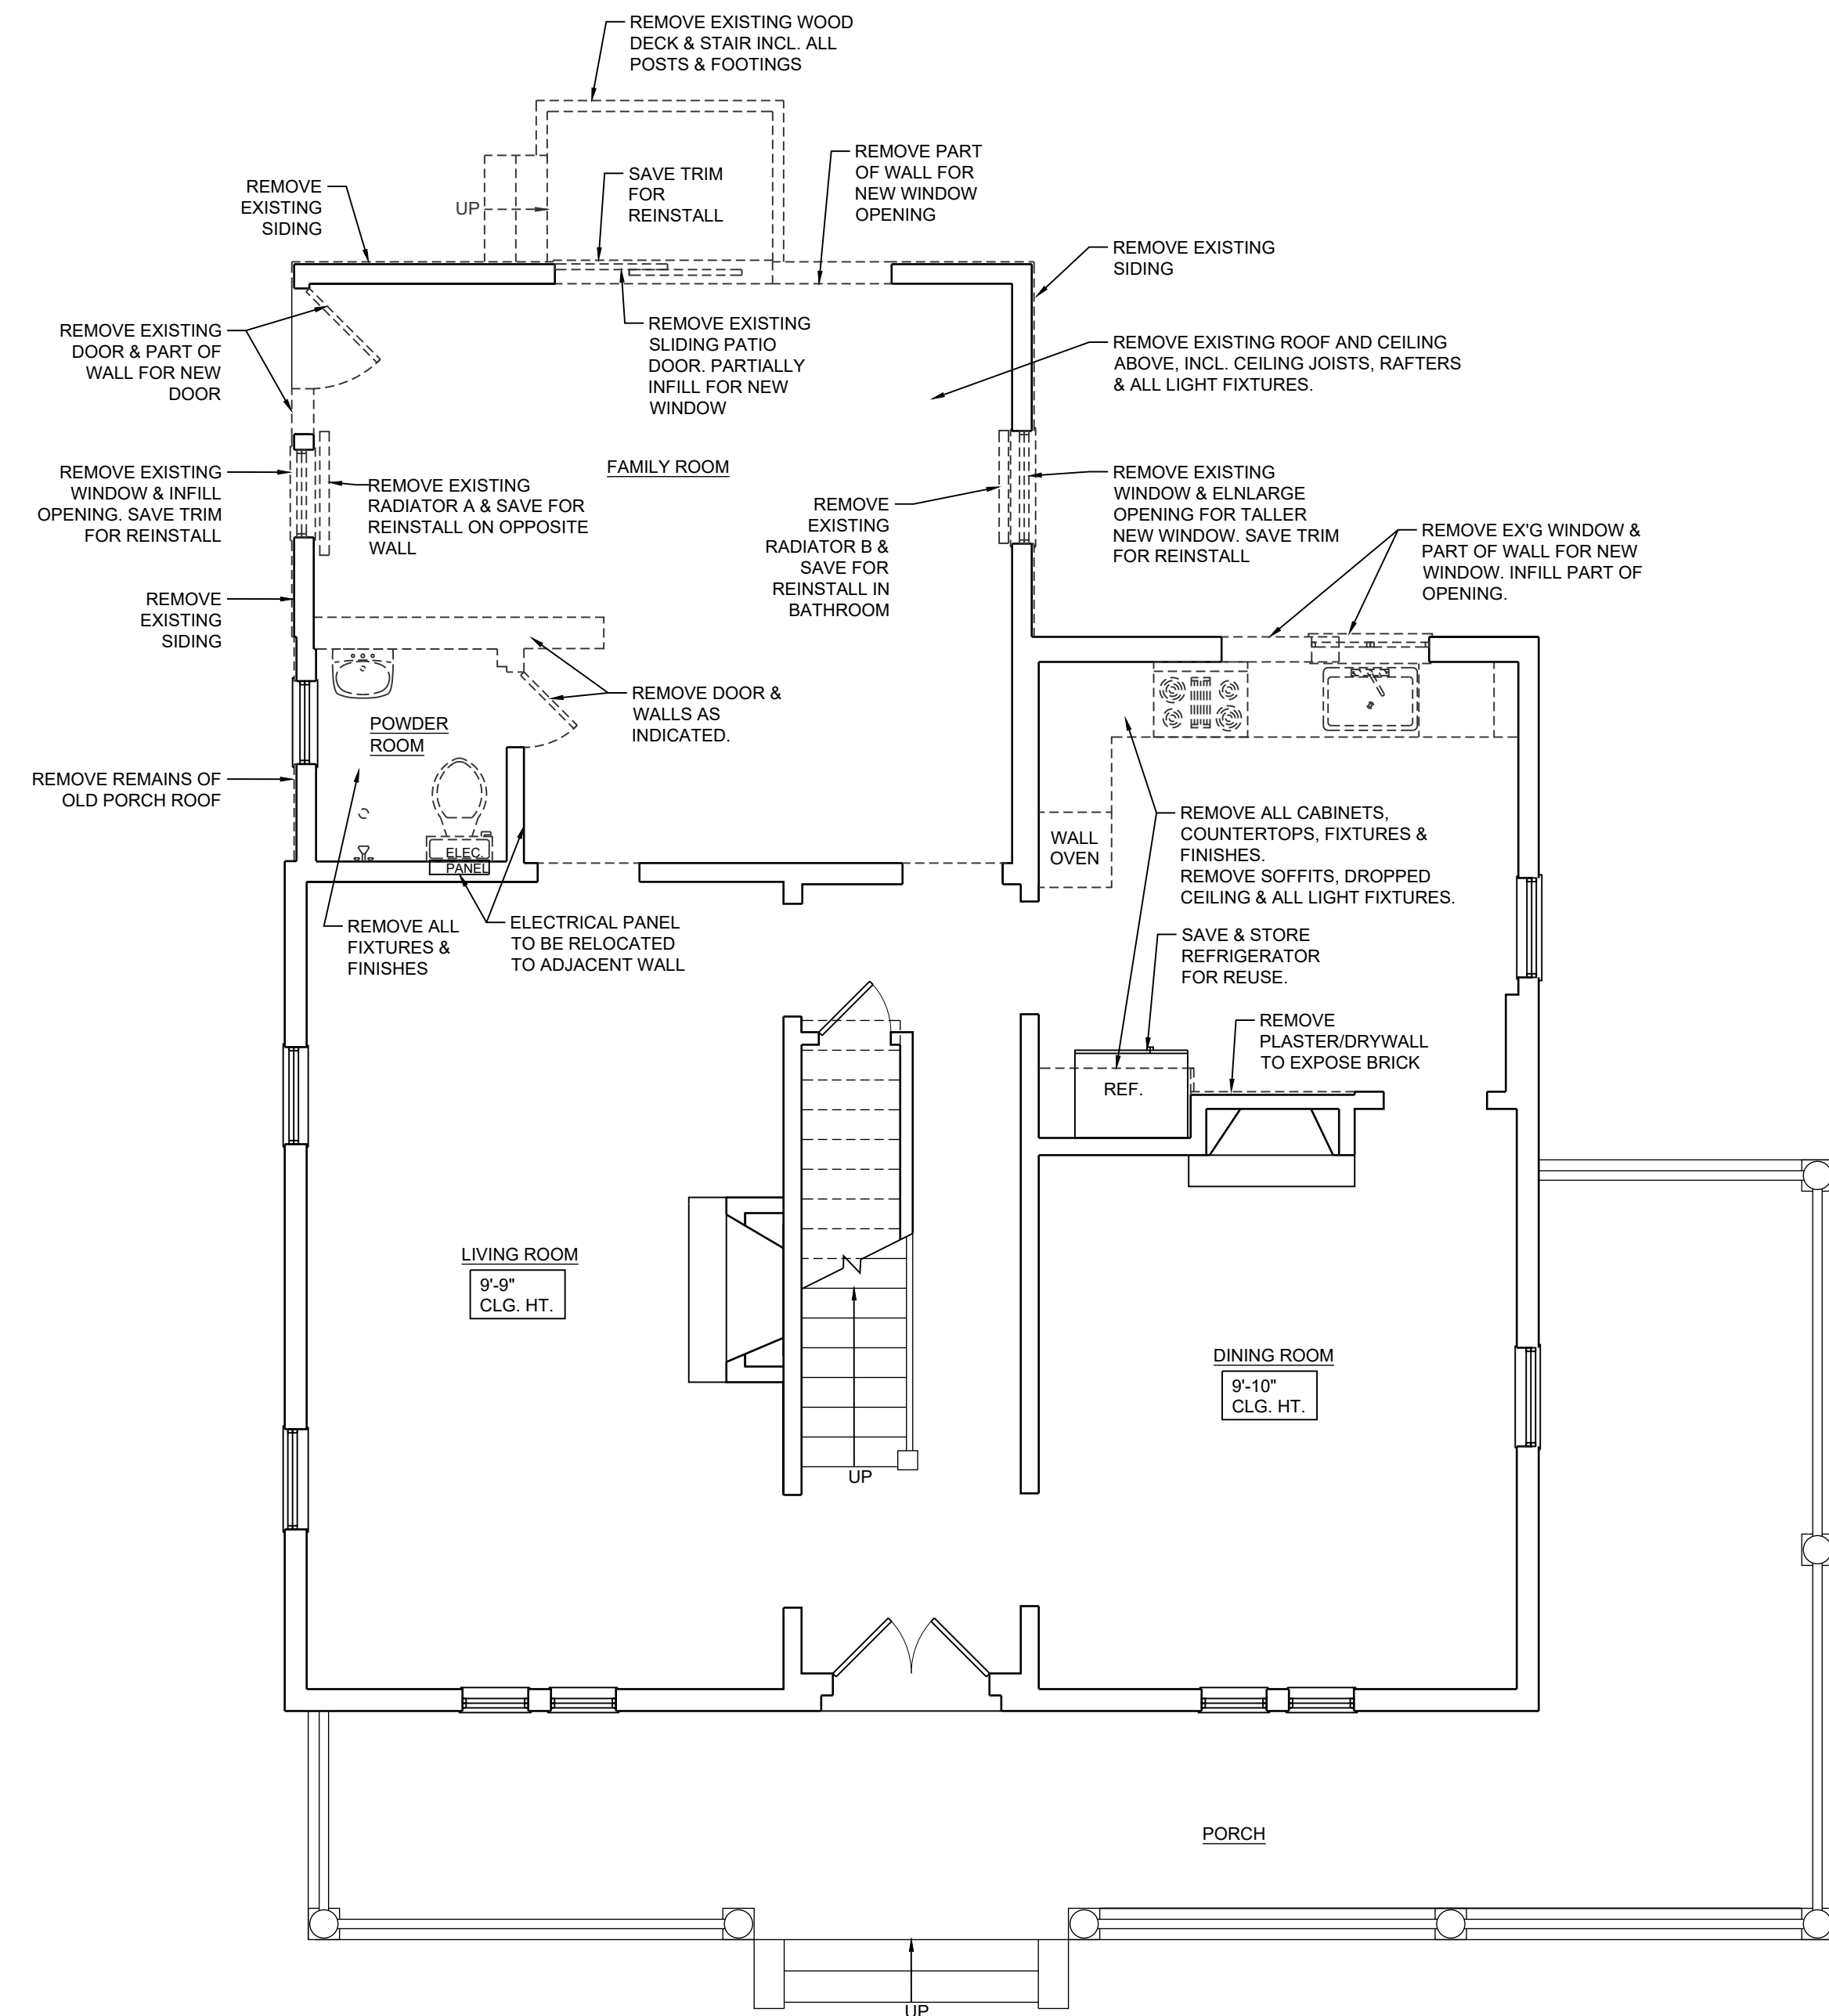 REMOVE EXISTING WOOD
DECK & STAIR INCL. ALL
POSTS & FOOTINGS
REMOVE PART
OF WALL FOR
NEW WINDOW
OPENING
SAVE TRIM
FOR
REINSTALL
REMOVE
EXISTING
SIDING
UP
REMOVE EXISTING
SIDING
REMOVE EXISTING
DOOR & PART OF
WALL FOR NEW
DOOR
REMOVE EXISTING
SLIDING PATIO
DOOR. PARTIALLY
INFILL FOR NEW
WINDOW
REMOVE EXISTING ROOF AND CEILING
ABOVE, INCL. CEILING JOISTS, RAFTERS
& ALL LIGHT FIXTURES.
FAMILY ROOM
REMOVE EXISTING
WINDOW & INFILL
OPENING. SAVE TRIM
FOR REINSTALL
REMOVE EXISTING
RADIATOR A & SAVE FOR
REINSTALL ON OPPOSITE
WALL
REMOVE
EXISTING
RADIATOR B &
SAVE FOR
REINSTALL IN
BATHROOM
REMOVE EXISTING
WINDOW & ELNLARGE
OPENING FOR TALLER
NEW WINDOW. SAVE TRIM
FOR REINSTALL
REMOVE EX'G WINDOW &
PART OF WALL FOR NEW
WINDOW. INFILL PART OF
OPENING.
REMOVE
EXISTING
SIDING
REMOVE DOOR &
WALLS AS
INDICATED.
POWDER
ROOM
REMOVE REMAINS OF
OLD PORCH ROOF
ELEC.
PANEL
WALL
OVEN
REMOVE ALL CABINETS,
COUNTERTOPS, FIXTURES &
FINISHES.
REMOVE SOFFITS, DROPPED
CEILING & ALL LIGHT FIXTURES.
REMOVE ALL
FIXTURES &
FINISHES
ELECTRICAL PANEL
TO BE RELOCATED
TO ADJACENT WALL
SAVE & STORE
REFRIGERATOR
FOR REUSE.
REMOVE
PLASTER/DRYWALL
TO EXPOSE BRICK
REF.
LIVING ROOM
9'-9"
CLG. HT.
DINING ROOM
9'-10"
CLG. HT.
UP
PORCH
UP